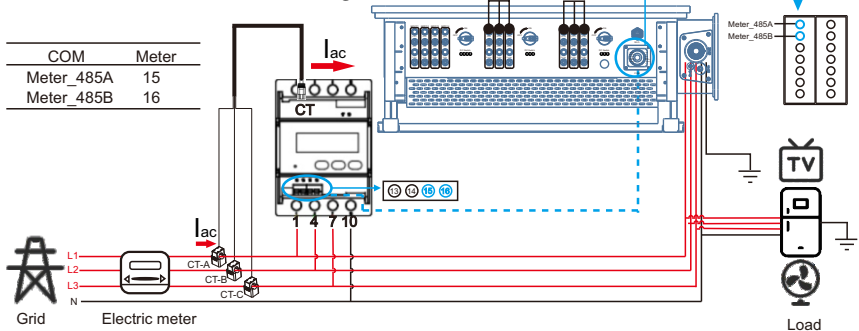 COM Meter
Meter_485A 15
Meter_485B 16
Iac
CT
Meter_485A
Meter_485B
13 14 15 16
1 4 7 10
Iac
TV
L1
L2
L3
N
CT-A
CT-B
CT-C
Grid
Electric meter
Load